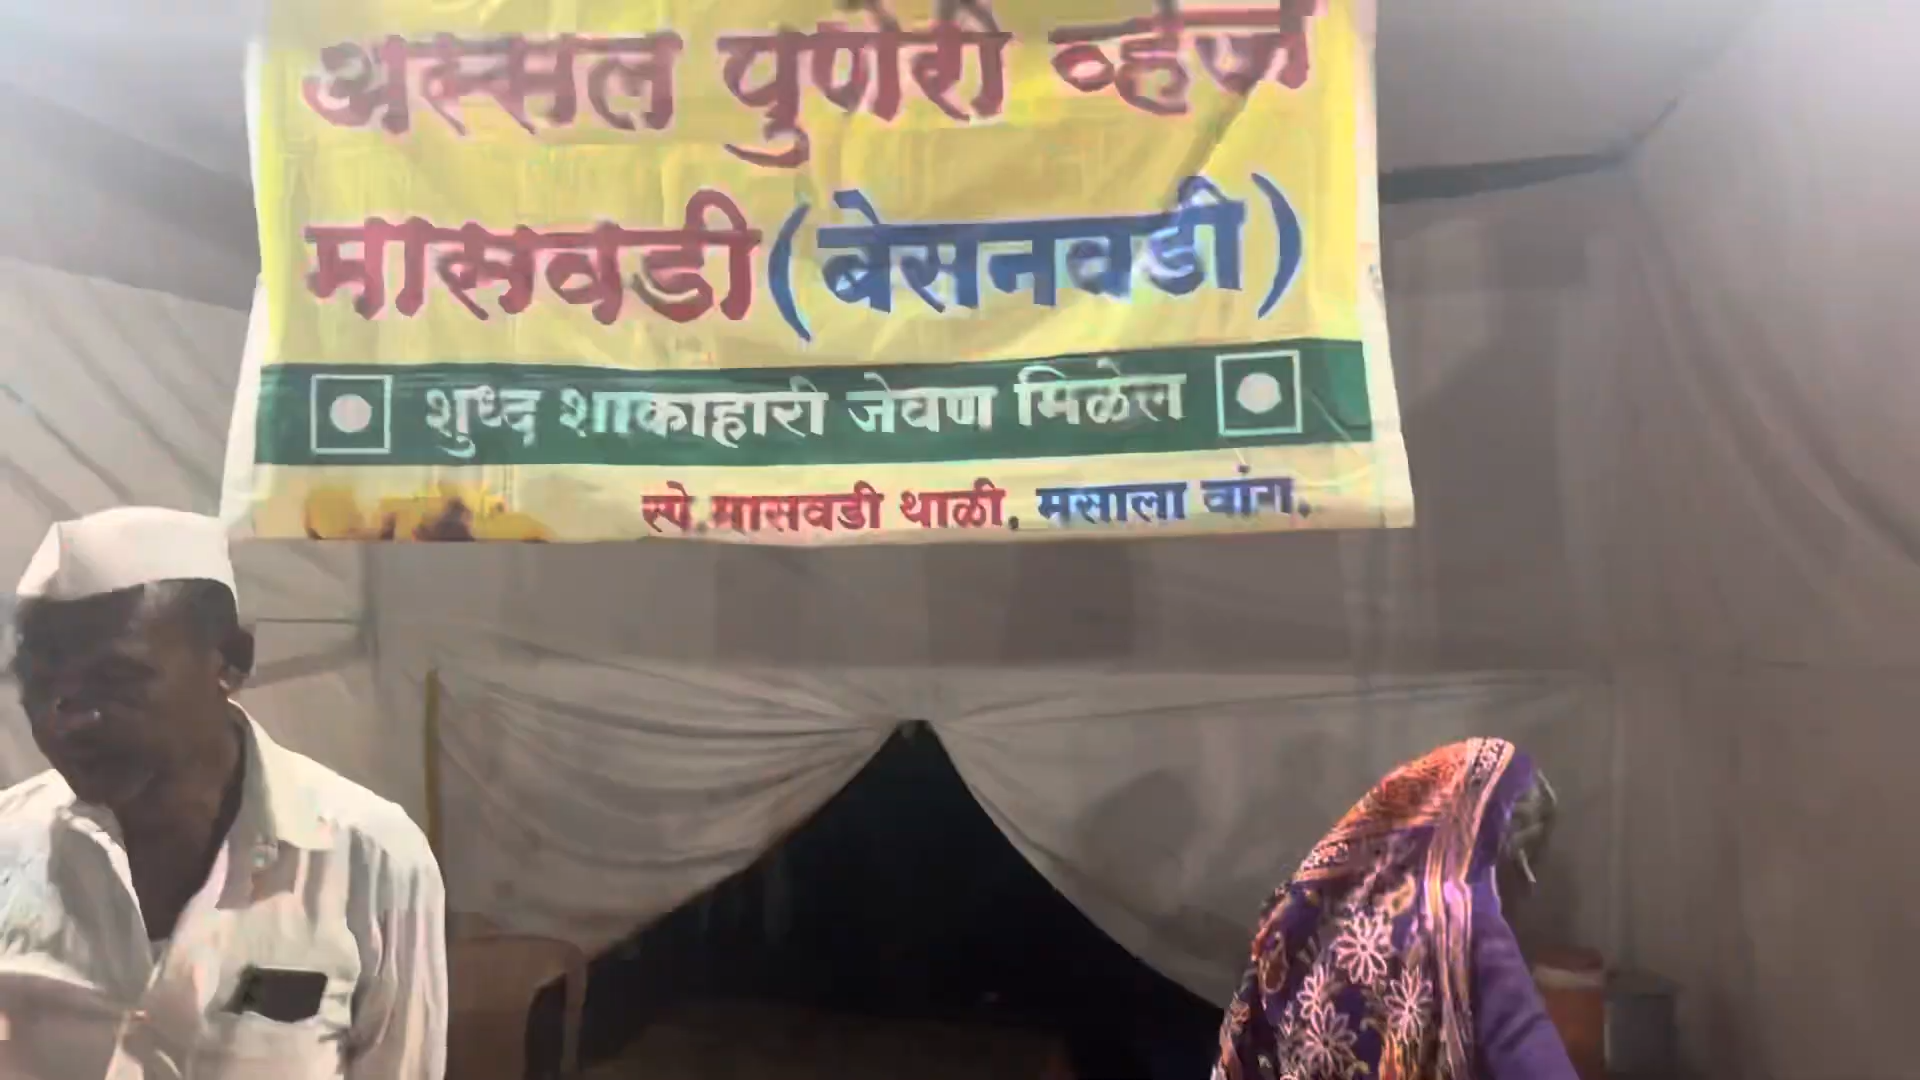 अस्सल पुणेरी व्हेज
मासवडी (बेसनवडी)
शुध्द शाकाहारी जेवण मिळेल
स्पे.मासवडी थाळी, मसाला वांग,